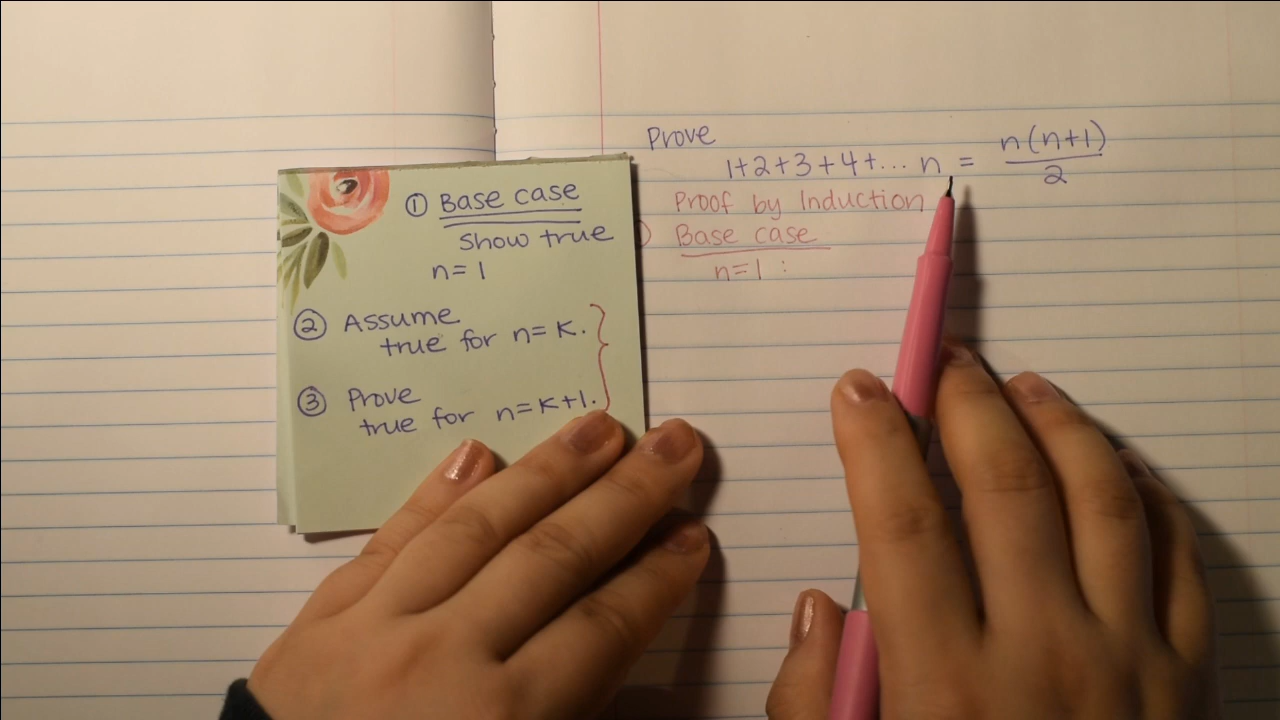 ① Base case
show true
n=1
② Assume
true for n=K.
③ Prove
true for n=K+1.
Prove
1+2+3+4+... n = n(n+1)/2
Proof by Induction
Base case
n=1 :